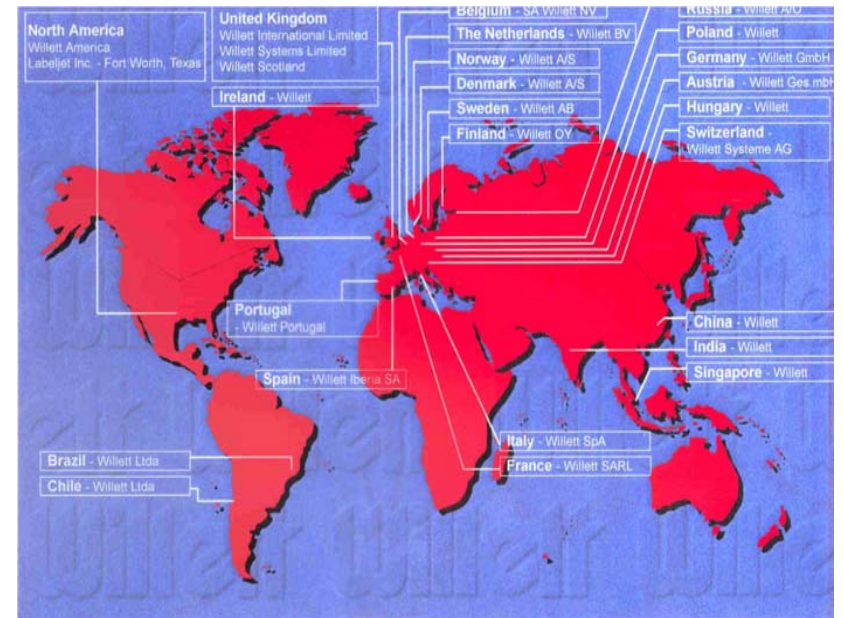 North America
Willett America
Labeljet Inc. - Fort Worth, Texas
United Kingdom
Willett International Limited
Willett Systems Limited
Willett Scotland
Ireland - Willett
Belgium - SA Willett NV
The Netherlands - Willett BV
Norway - Willett A/S
Denmark - Willett A/S
Sweden - Willett AB
Finland - Willett OY
Russia - Willett A/O
Poland - Willett
Germany - Willett GmbH
Austria - Willett Ges.mbH
Hungary - Willett
Switzerland -
Willett Systeme AG
Portugal
- Willett Portugal
Spain - Willett Iberia SA
China - Willett
India - Willett
Singapore - Willett
Italy - Willett SpA
France - Willett SARL
Brazil - Willett Ltda
Chile - Willett Ltda